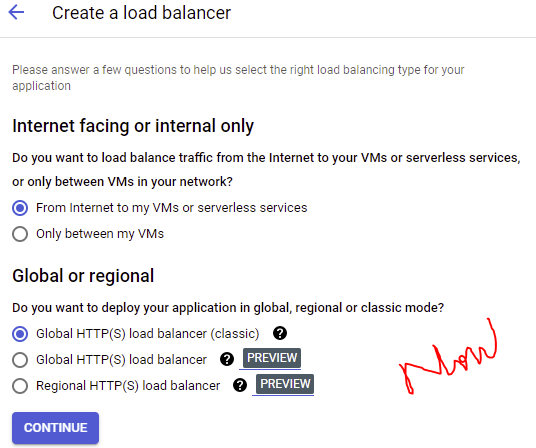 Create a load balancer
Please answer a few questions to help us select the right load balancing type for your
application
Internet facing or internal only
Do you want to load balance traffic from the Internet to your VMs or serverless services,
or only between VMs in your network?
From Internet to my VMs or serverless services
Only between my VMs
Global or regional
Do you want to deploy your application in global, regional or classic mode?
Global HTTP(S) load balancer (classic)
Global HTTP(S) load balancer PREVIEW
Regional HTTP(S) load balancer PREVIEW
Now
CONTINUE